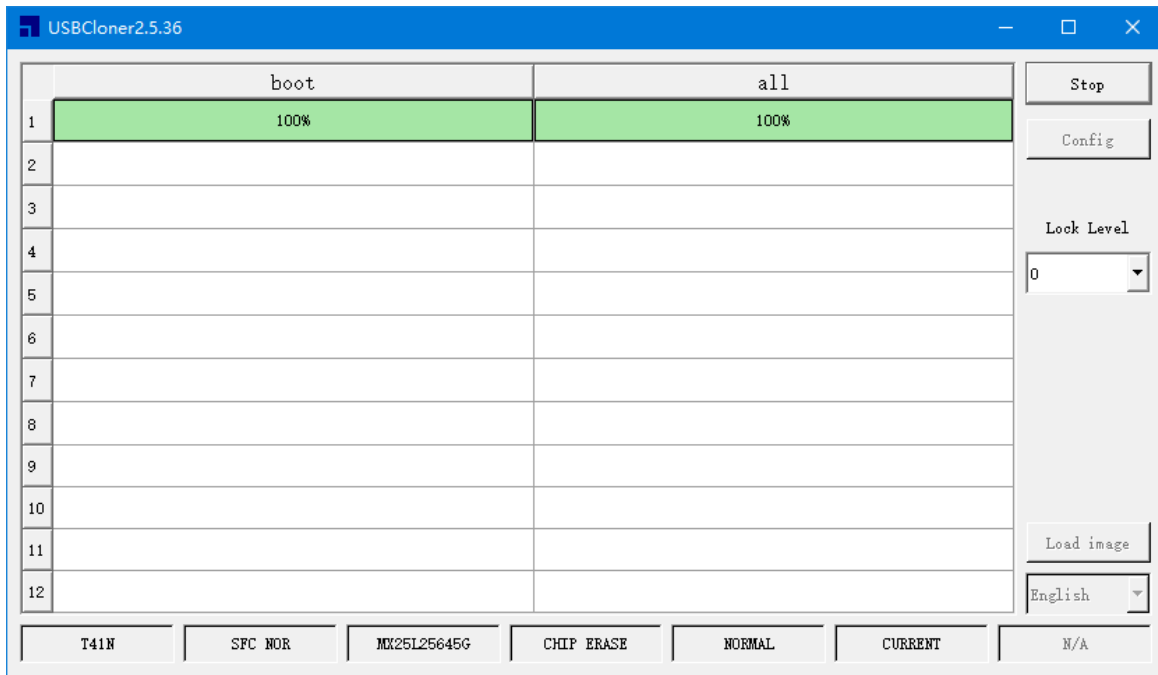 USBCloner2.5.36
boot all
Stop
1 100% 100%
Config
2
3
Lock Level
4
0
5
6
7
8
9
10
11
Load image
12
English
T41N SFC NOR MX25L25645G CHIP ERASE NORMAL CURRENT N/A